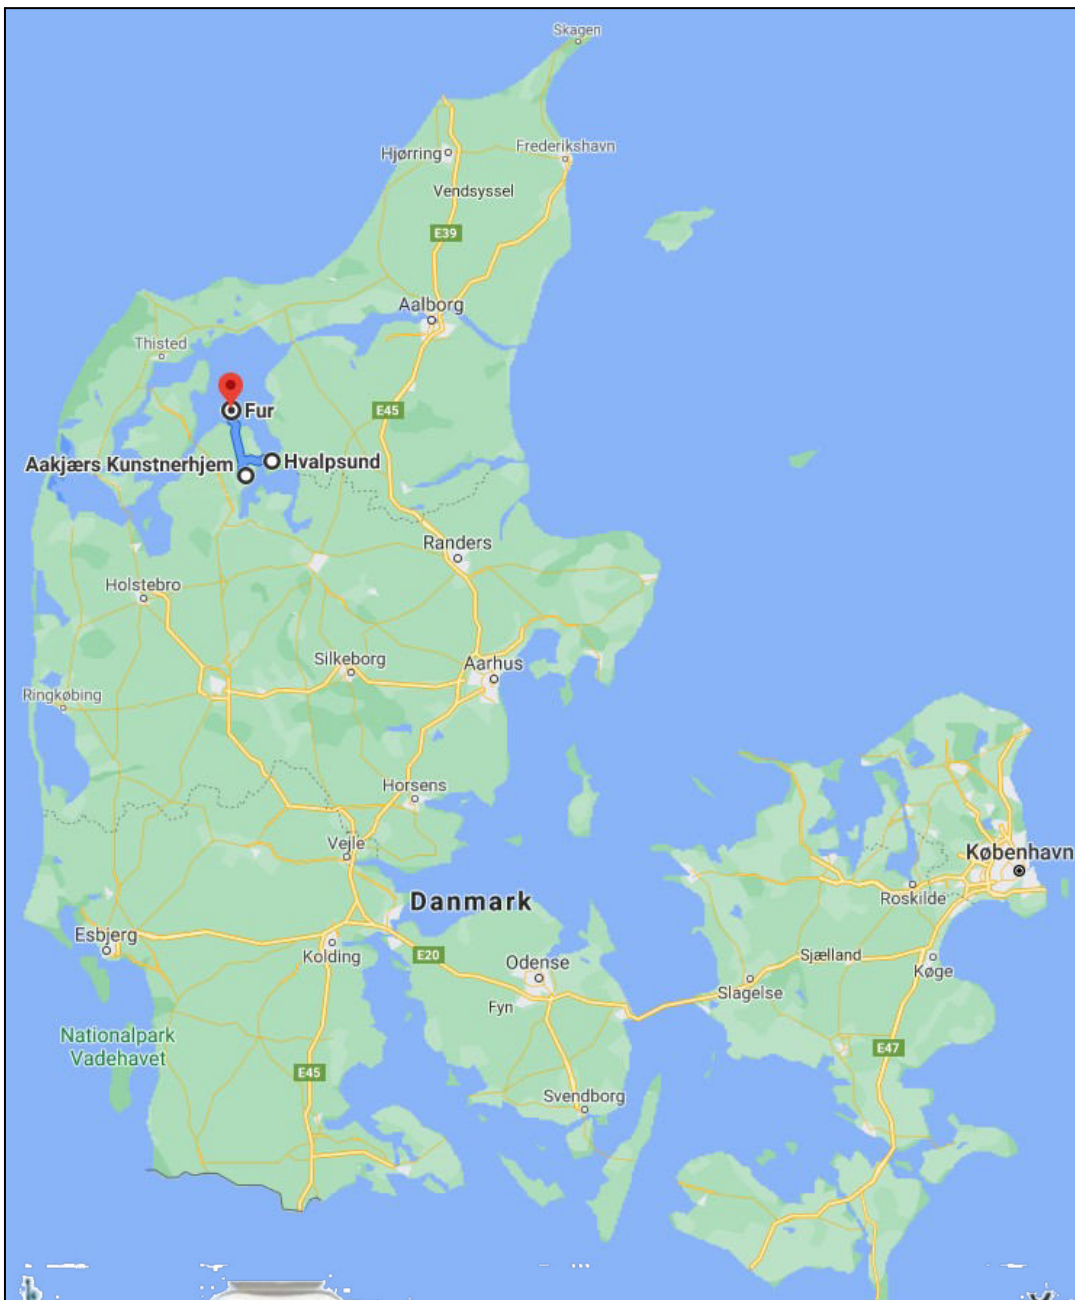 Skagen
Hjørring
Frederikshavn
Vendsyssel
E39
Aalborg
Thisted
Fur
E45
Aakjærs Kunstnerhjem
Hvalpsund
Randers
Holstebro
Silkeborg
Aarhus
Ringkøbing
Horsens
Vejle
København
Danmark
Roskilde
Esbjerg
Kolding
E20
Odense
Sjælland
Køge
Slagelse
Fyn
Nationalpark
Vadehavet
E47
E45
Svendborg